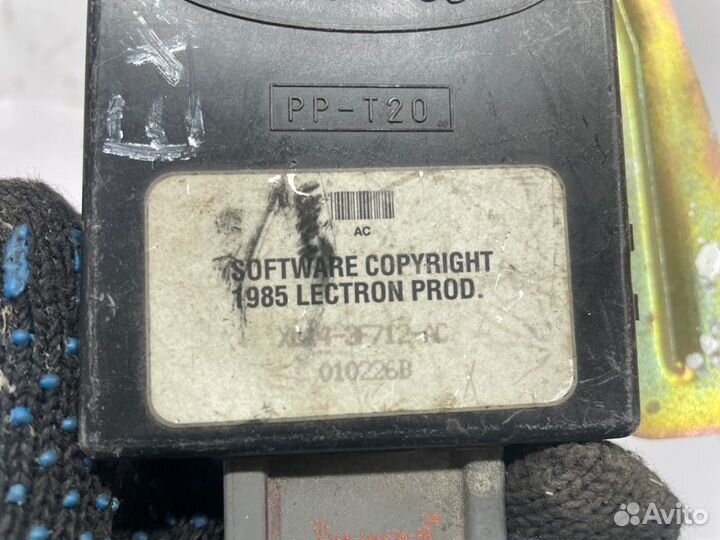 PP-T20
AC
SOFTWARE COPYRIGHT
1985 LECTRON PROD.
010226B
Avito